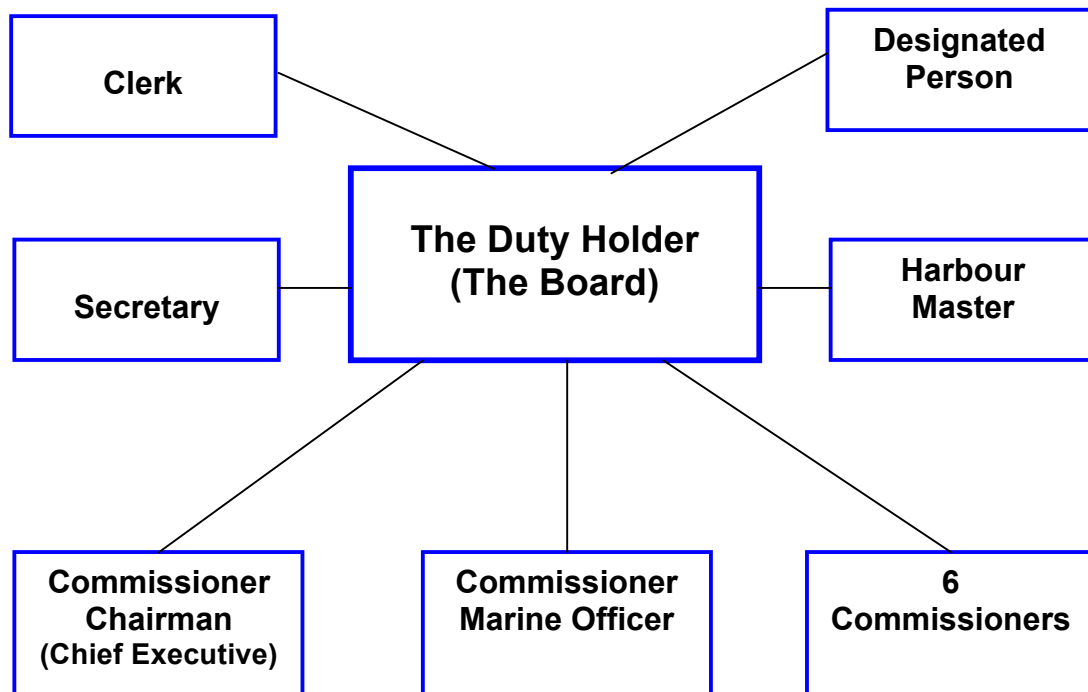 Clerk
Designated
Person
The Duty Holder
(The Board)
Secretary
Harbour
Master
Commissioner
Chairman
(Chief Executive)
Commissioner
Marine Officer
6
Commissioners